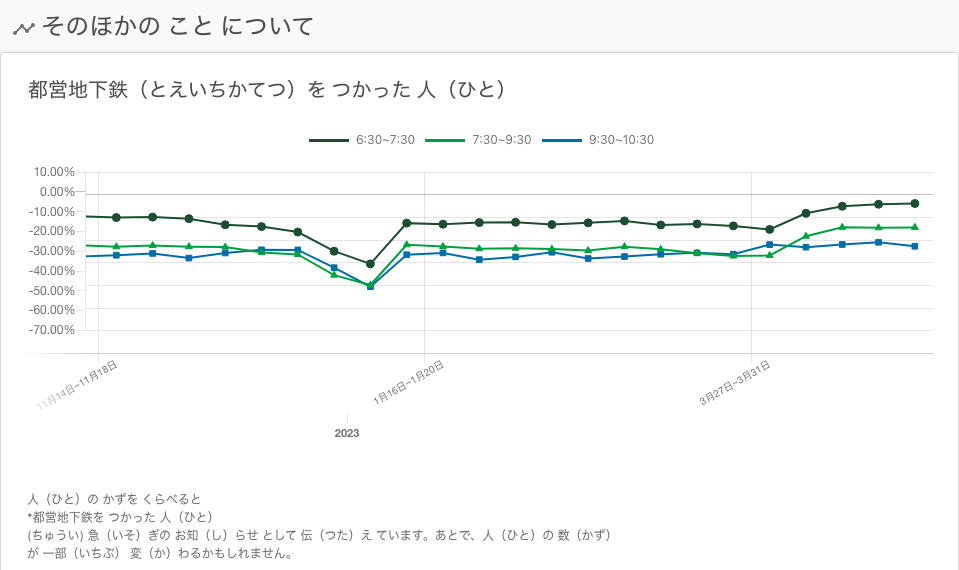 そのほかの こと について
都営地下鉄（とえいちかてつ）を つかった 人（ひと）
6:30~7:30 7:30~9:30 9:30~10:30
10.00%
0.00%
-10.00%
-20.00%
-30.00%
-40.00%
-50.00%
-60.00%
-70.00%
11月14日~11月18日 1月16日~1月20日 3月27日~3月31日
2023
人（ひと）の かずを くらべると
*都営地下鉄を つかった 人（ひと）
(ちゅうい) 急（いそ）ぎの お知（し）らせ として 伝（つた）え ています。あとで、人（ひと）の 数（かず）
が 一部（いちぶ） 変（か）わるかもしれません。